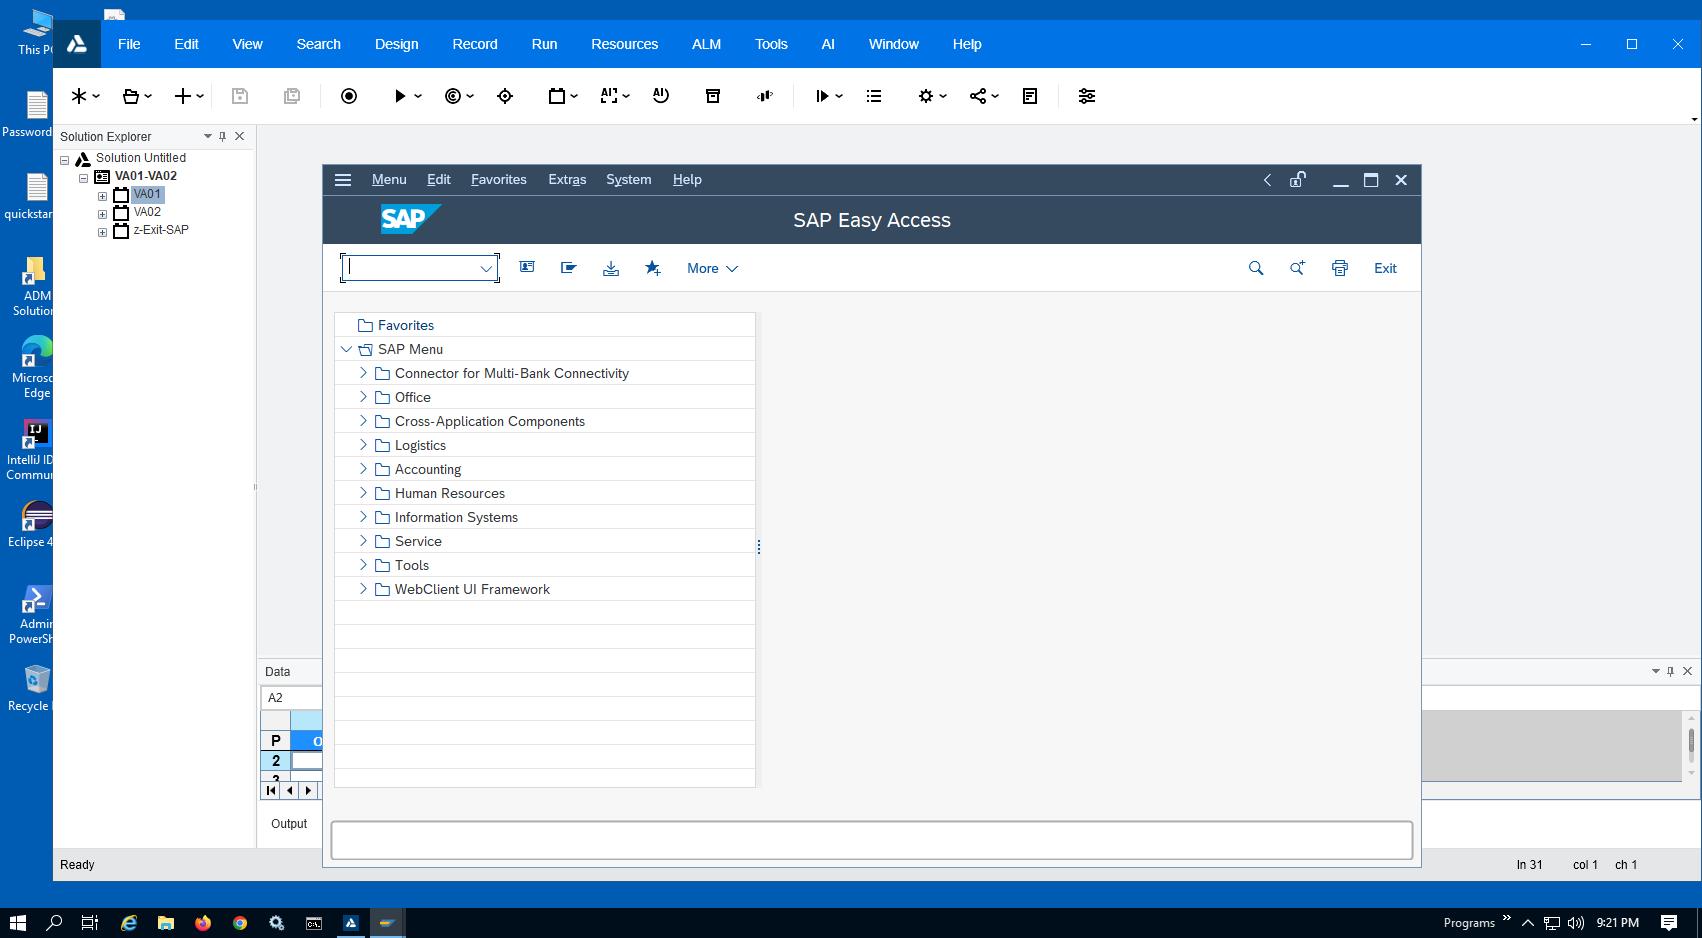 This PC
File Edit View Search Design Record Run Resources ALM Tools AI Window Help
Password
quickstar
ADM
Solution
Microso
Edge
IJ
IntelliJ ID
Commun
Eclipse 4
Admin
PowerSh
Recycle
Solution Explorer
Solution Untitled
VA01-VA02
VA01
VA02
z-Exit-SAP
Menu Edit Favorites Extras System Help
SAP
SAP Easy Access
More
Exit
Favorites
SAP Menu
Connector for Multi-Bank Connectivity
Office
Cross-Application Components
Logistics
Accounting
Human Resources
Information Systems
Service
Tools
WebClient UI Framework
Data
A2
P
2
3
Output
Ready
ln 31 col 1 ch 1
Programs
9:21 PM